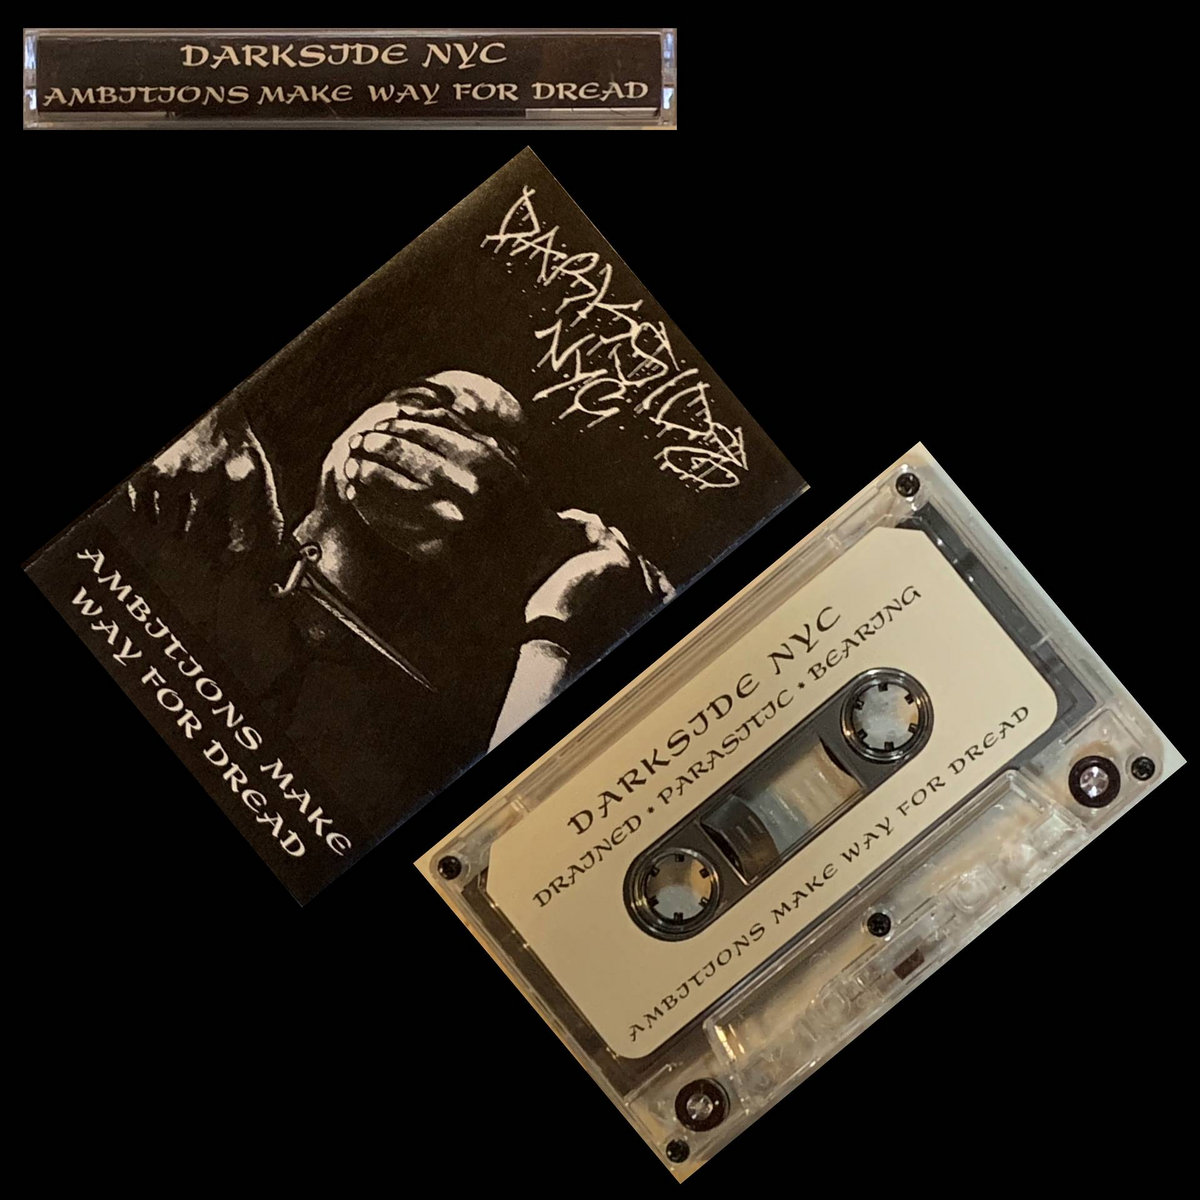 DARKSIDE NYC
AMBITIONS MAKE WAY FOR DREAD
DARKSIDE
NYC
AMBITIONS MAKE
WAY FOR DREAD
DARKSIDE NYC
DRAINED • PARASITIC • BEARING
AMBITIONS MAKE WAY FOR DREAD